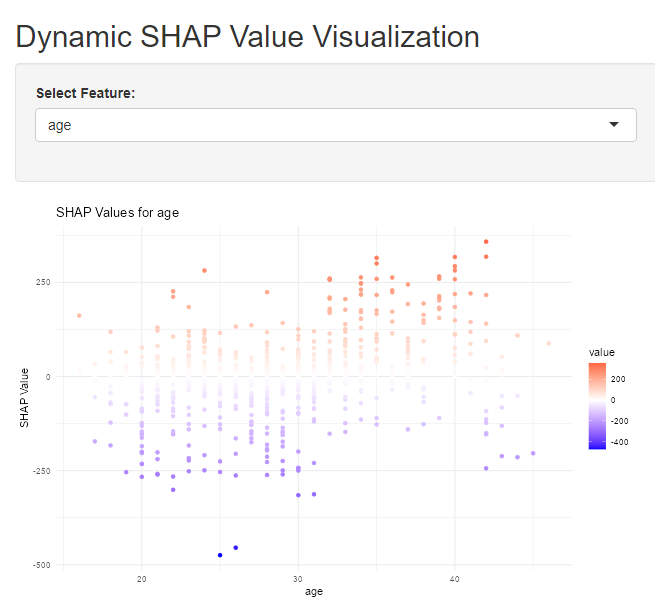 Dynamic SHAP Value Visualization
Select Feature:
age
SHAP Values for age
250
0
-250
-500
SHAP Value
20
30
40
age
value
200
0
-200
-400